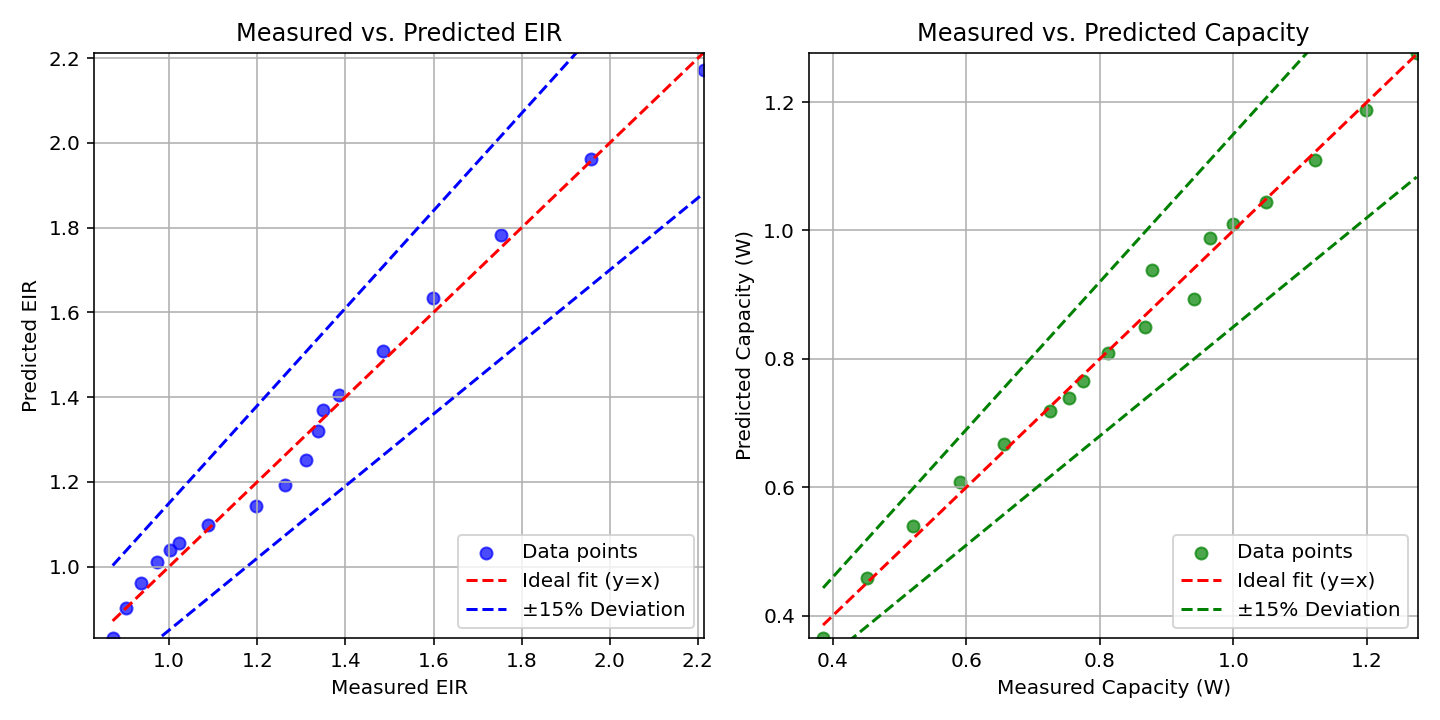 Measured vs. Predicted EIR
2.2
2.0
1.8
1.6
1.4
1.2
1.0
Predicted EIR
Data points
Ideal fit (y=x)
±15% Deviation
1.0 1.2 1.4 1.6 1.8 2.0 2.2
Measured EIR
Measured vs. Predicted Capacity
1.2
1.0
0.8
0.6
0.4
Predicted Capacity (W)
Data points
Ideal fit (y=x)
±15% Deviation
0.4 0.6 0.8 1.0 1.2
Measured Capacity (W)